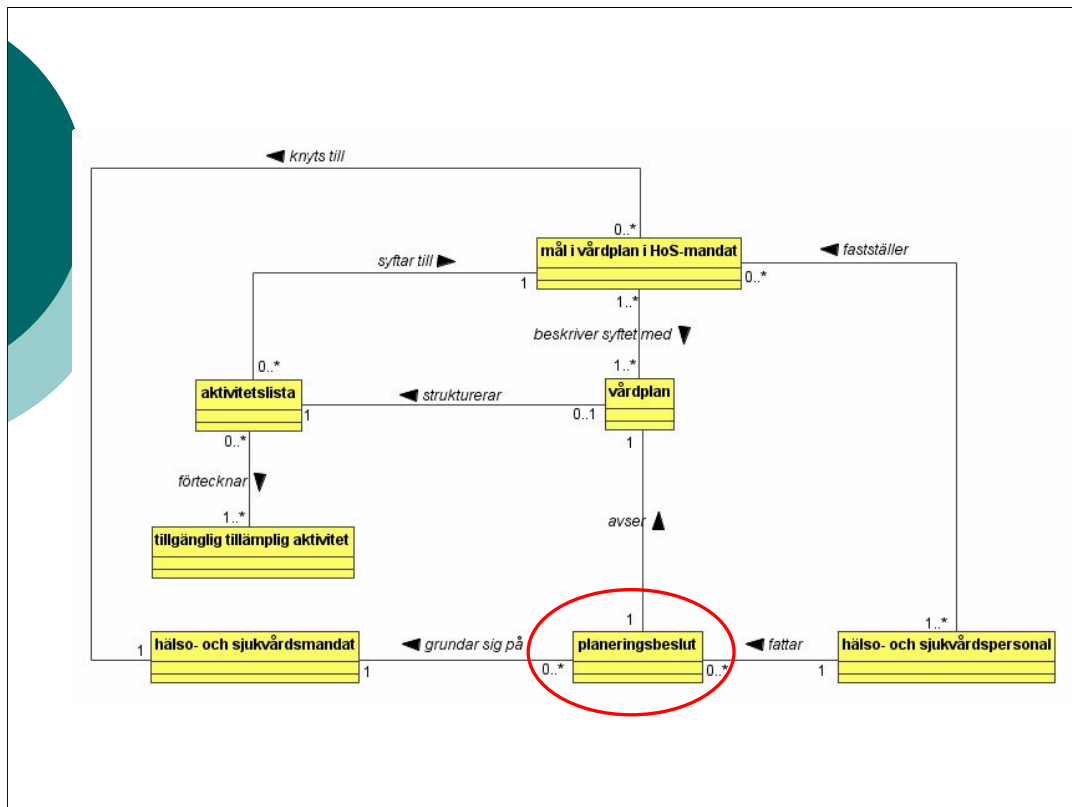 knyts till
0..*
mål i vårdplan i HoS-mandat
fastställer
syftar till
1
0..*
1..*
beskriver syftet med
0..*
1..*
aktivitetslista
strukturerar
vårdplan
1
0..1
0..*
1
förtecknar
1..*
avser
tillgänglig tillämplig aktivitet
1
1..*
1
hälso- och sjukvårdsmandat
grundar sig på
planeringsbeslut
fattar
hälso- och sjukvårdspersonal
1
0..*
0..*
1